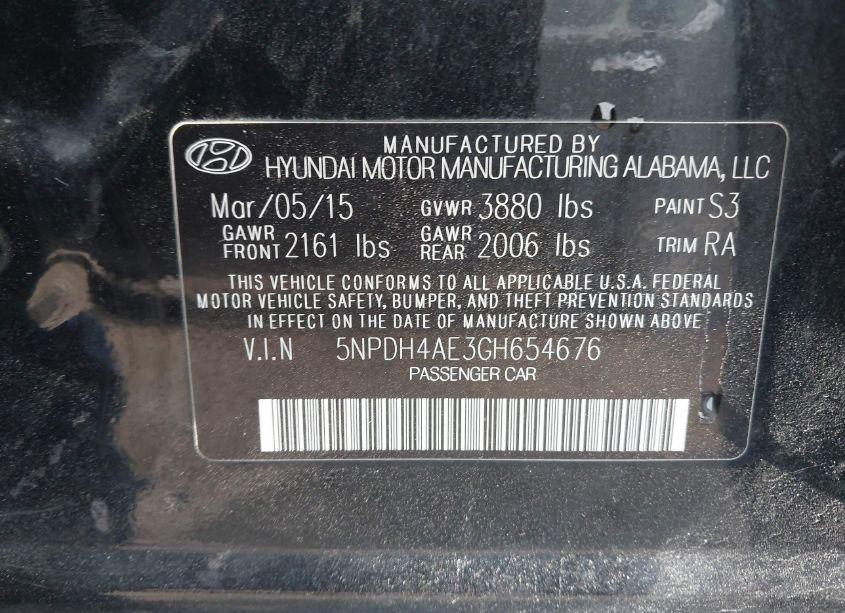 MANUFACTURED BY
HYUNDAI MOTOR MANUFACTURING ALABAMA, LLC
Mar/05/15 GVWR 3880 lbs PAINT S3
GAWR FRONT 2161 lbs GAWR REAR 2006 lbs TRIM RA
THIS VEHICLE CONFORMS TO ALL APPLICABLE U.S.A. FEDERAL
MOTOR VEHICLE SAFETY, BUMPER, AND THEFT PREVENTION STANDARDS
IN EFFECT ON THE DATE OF MANUFACTURE SHOWN ABOVE
V.I.N 5NPDH4AE3GH654676
PASSENGER CAR